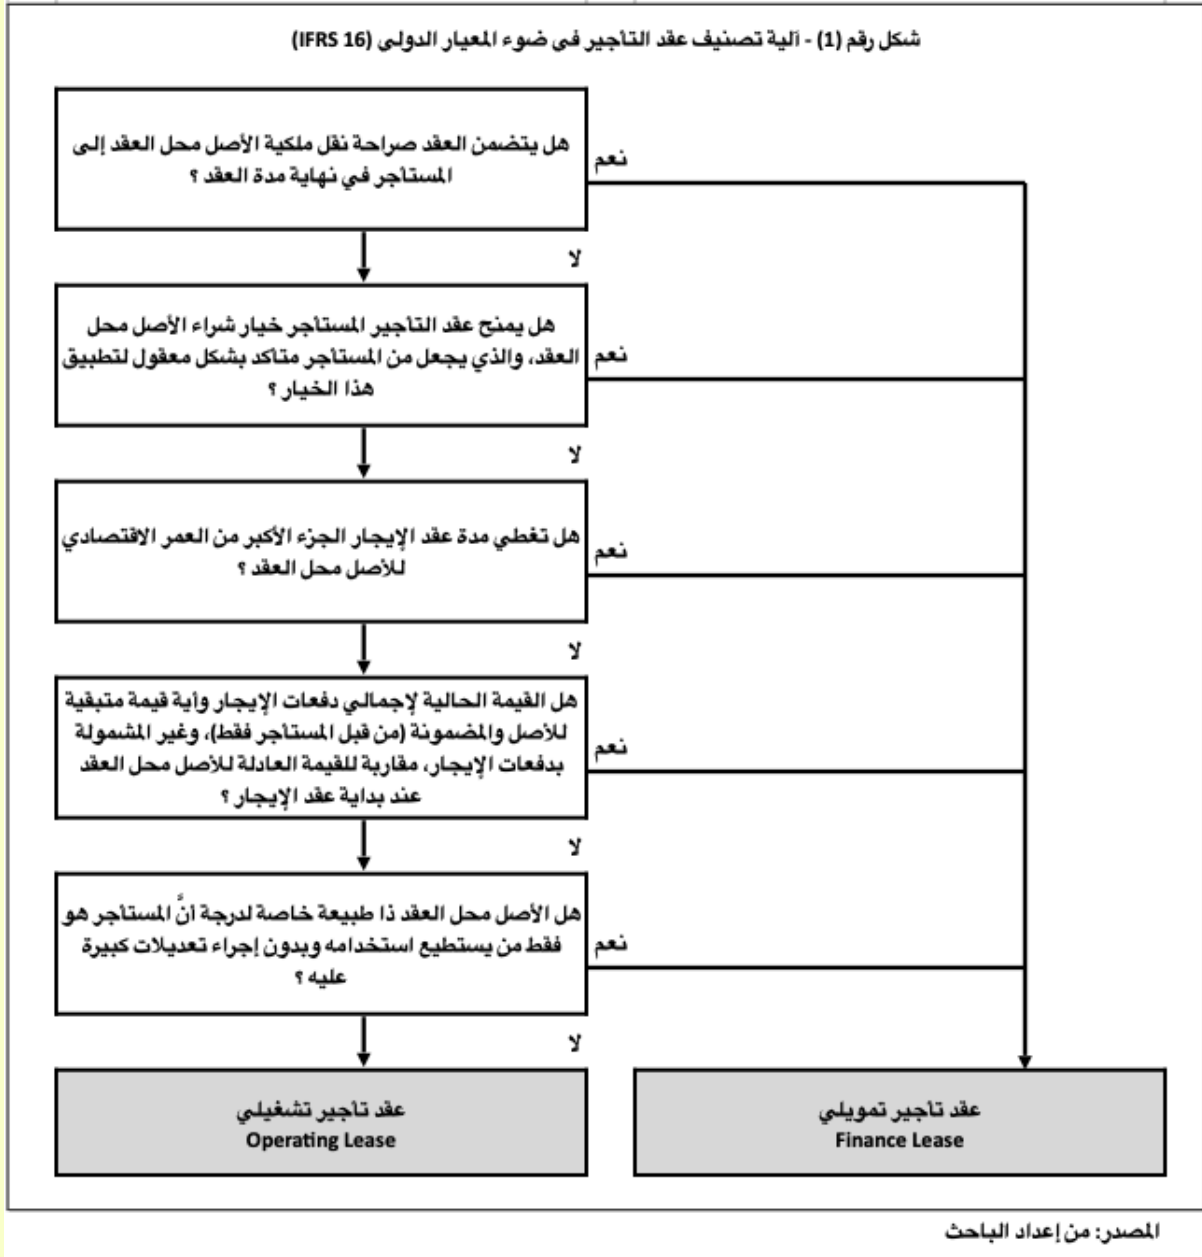 شكل رقم (1) - آلية تصنيف عقد التأجير في ضوء المعيار الدولي (IFRS 16)
هل يتضمن العقد صراحة نقل ملكية الأصل محل العقد إلى
المستأجر في نهاية مدة العقد ؟
نعم
لا
هل يمنح عقد التأجير المستأجر خيار شراء الأصل محل
العقد، والذي يجعل من المستأجر متأكد بشكل معقول لتطبيق
هذا الخيار ؟
نعم
لا
هل تغطي مدة عقد الإيجار الجزء الأكبر من العمر الاقتصادي
للأصل محل العقد ؟
نعم
لا
هل القيمة الحالية لإجمالي دفعات الإيجار وأية قيمة متبقية
للأصل والمضمونة (من قبل المستأجر فقط)، وغير المشمولة
بدفعات الإيجار، مقاربة للقيمة العادلة للأصل محل العقد
عند بداية عقد الإيجار ؟
نعم
لا
هل الأصل محل العقد ذا طبيعة خاصة لدرجة أنَّ المستأجر هو
فقط من يستطيع استخدامه وبدون إجراء تعديلات كبيرة
عليه ؟
نعم
لا
عقد تأجير تمويلي
Finance Lease
عقد تأجير تشغيلي
Operating Lease
المصدر: من إعداد الباحث